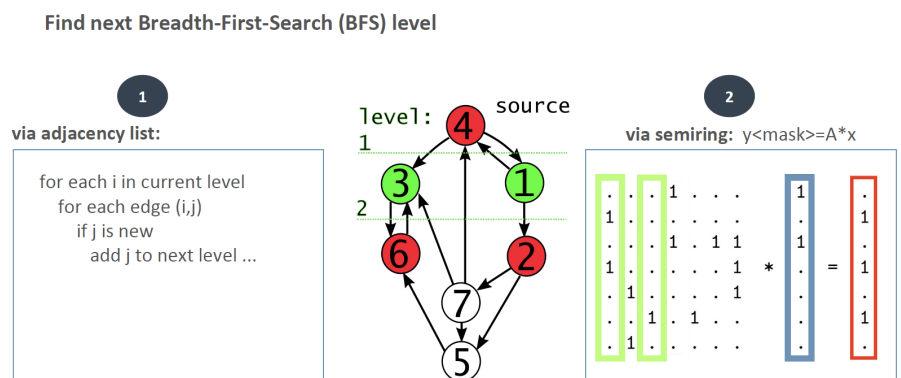 Find next Breadth-First-Search (BFS) level
1
via adjacency list:
for each i in current level
for each edge (i,j)
if j is new
add j to next level ...
level:
source
4
1
3
1
2
6
2
7
5
2
via semiring: y<mask>=A*x
. . . 1 . . . 1 .
1 . . . . . . . 1
. . . 1 . 1 1 1 .
1 . . . . . 1 * . = 1
. 1 . . . . 1 . .
. . 1 . 1 . . . 1
. 1 . . . . . . .